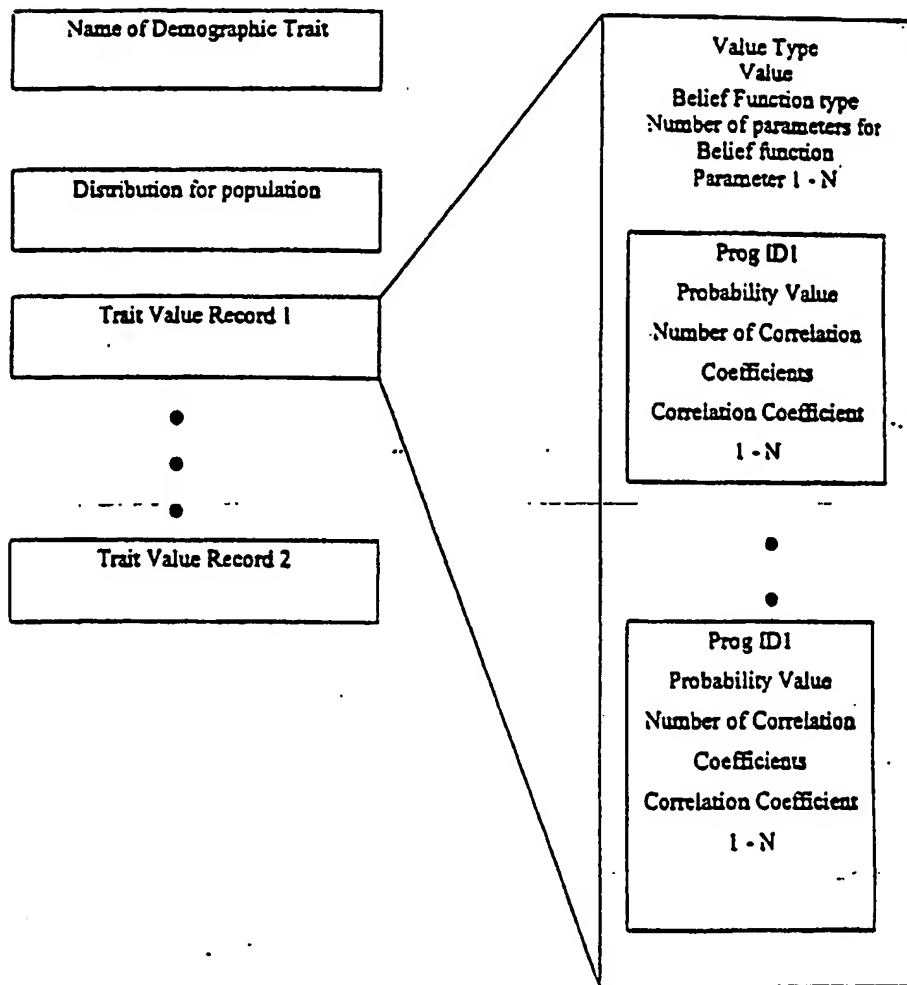 Name of Demographic Trait
Distribution for population
Trait Value Record 1
Trait Value Record 2
Value Type
Value
Belief Function type
Number of parameters for
Belief function
Parameter 1 - N
Prog ID1
Probability Value
Number of Correlation
Coefficients
Correlation Coefficient
1 - N
Prog ID1
Probability Value
Number of Correlation
Coefficients
Correlation Coefficient
1 - N